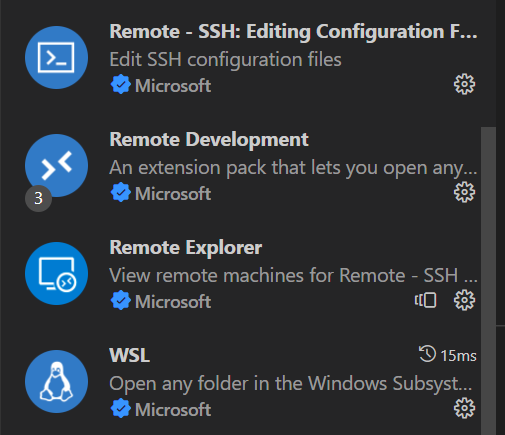 Remote - SSH: Editing Configuration F...
Edit SSH configuration files
Microsoft
Remote Development
An extension pack that lets you open any...
3
Microsoft
Remote Explorer
View remote machines for Remote - SSH ...
Microsoft
WSL 15ms
Open any folder in the Windows Subsyst...
Microsoft